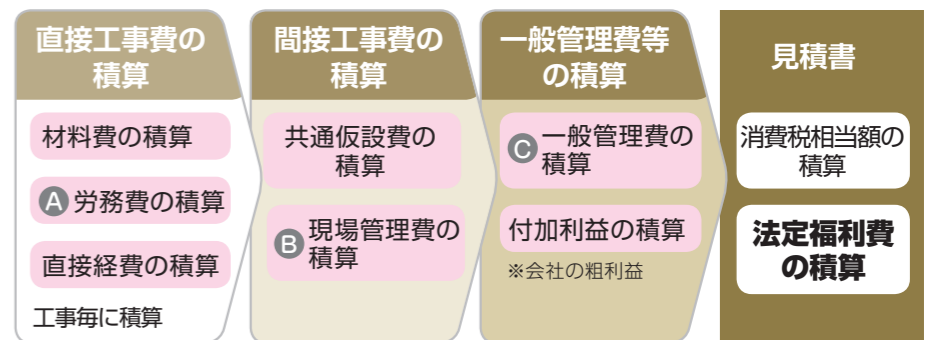 直接工事費の
積算
材料費の積算
A 労務費の積算
直接経費の積算
工事毎に積算
間接工事費の
積算
共通仮設費の
積算
B 現場管理費の
積算
一般管理費等
の積算
C 一般管理費の
積算
付加利益の積算
※会社の粗利益
見積書
消費税相当額の
積算
法定福利費
の積算